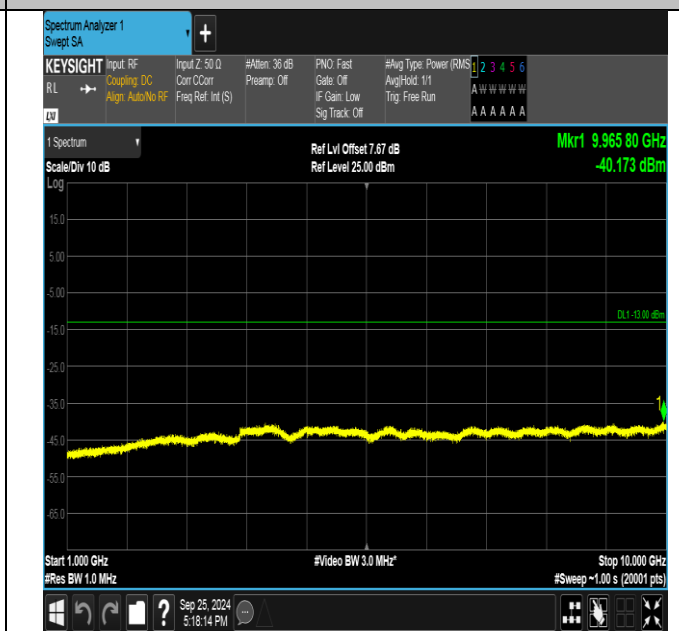 Spectrum Analyzer 1
Swept SA
+
KEYSIGHT
RL
LXI
Input: RF
Coupling: DC
Align: Auto/No RF
Input Z: 50 Ω
Corr CCorr
Freq Ref: Int (S)
#Atten: 36 dB
Preamp: Off
PNO: Fast
Gate: Off
IF Gain: Low
Sig Track: Off
#Avg Type: Power (RMS
Avg|Hold: 1/1
Trig: Free Run
1 2 3 4 5 6
A W W W W W
A A A A A A
1 Spectrum
Scale/Div 10 dB
Ref Lvl Offset 7.67 dB
Ref Level 25.00 dBm
Mkr1 9.965 80 GHz
-40.173 dBm
Log
15.0
5.00
-5.00
DL1 -13.00 dBm
-15.0
-25.0
-35.0
1
-45.0
-55.0
-65.0
Start 1.000 GHz
#Res BW 1.0 MHz
#Video BW 3.0 MHz*
Stop 10.000 GHz
#Sweep ~1.00 s (20001 pts)
?
Sep 25, 2024
5:18:14 PM